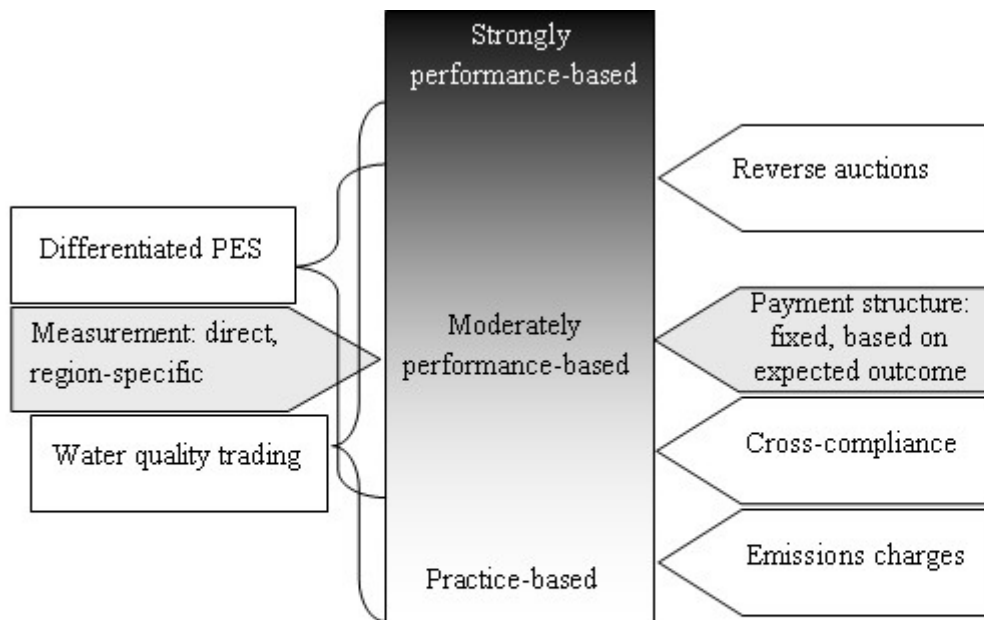 Strongly
performance-based
Reverse auctions
Differentiated PES
Measurement: direct,
region-specific
Moderately
performance-based
Payment structure:
fixed, based on
expected outcome
Water quality trading
Cross-compliance
Practice-based
Emissions charges